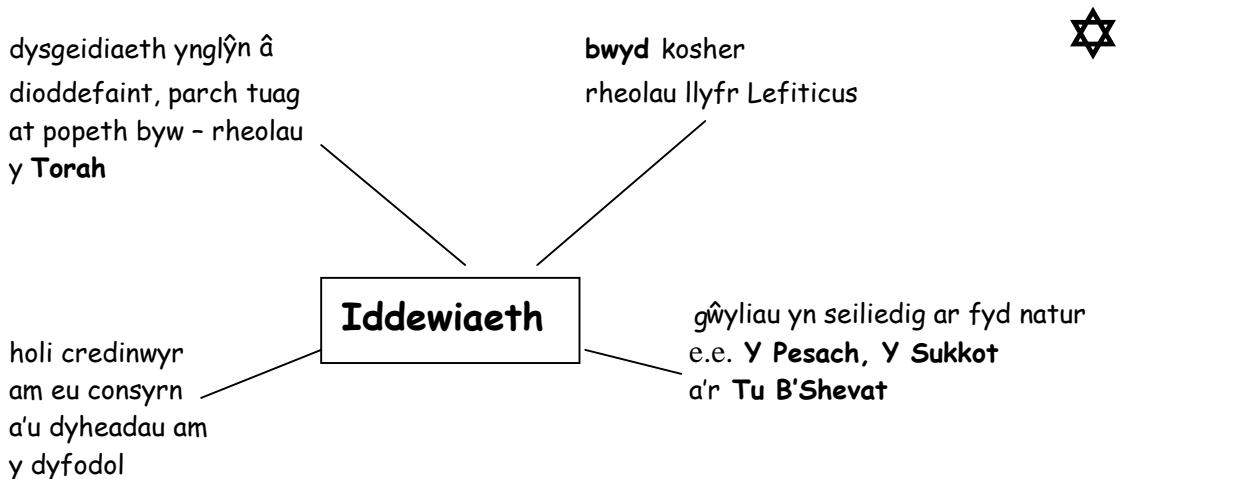 dysgeidiaeth ynglŷn â
dioddefaint, parch tuag
at popeth byw – rheolau
y Torah
bwyd kosher
rheolau llyfr Lefiticus
Iddewiaeth
holi credinwyr
am eu consyrn
a'u dyheadau am
y dyfodol
gŵyliau yn seiliedig ar fyd natur
e.e. Y Pesach, Y Sukkot
a'r Tu B'Shevat